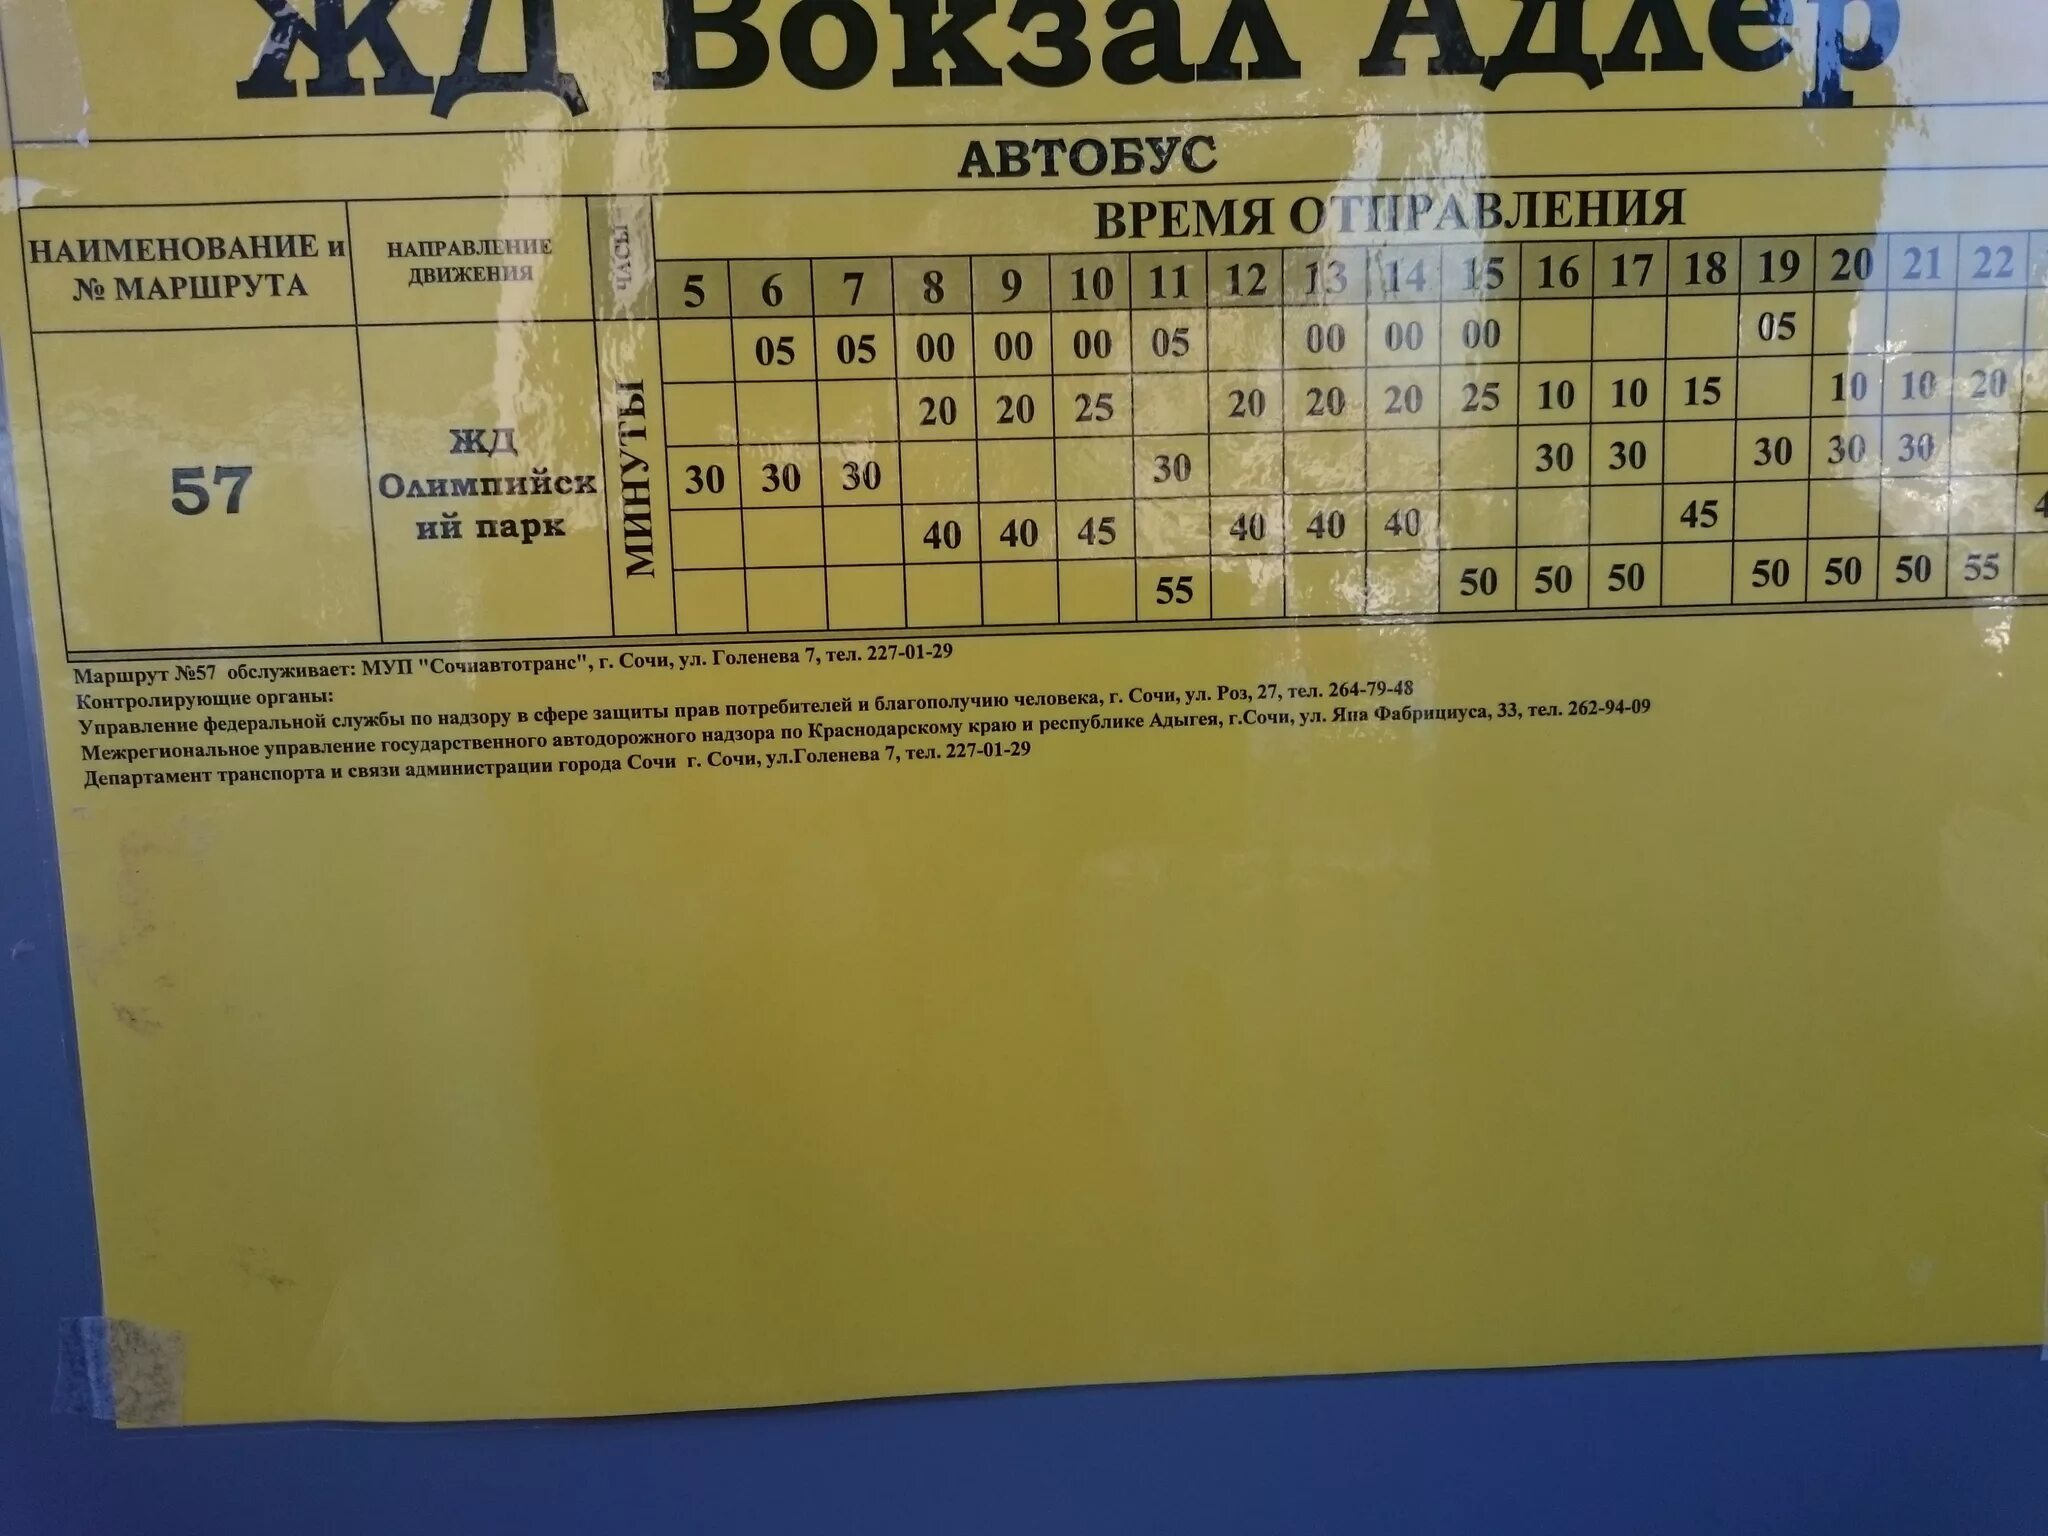 ЖД Вокзал Адлер
АВТОБУС
НАИМЕНОВАНИЕ и № МАРШРУТА
НАПРАВЛЕНИЕ ДВИЖЕНИЯ
ЧАСЫ
ВРЕМЯ ОТПРАВЛЕНИЯ
5 6 7 8 9 10 11 12 13 14 15 16 17 18 19 20 21 22
57
ЖД
Олимпийск
ий парк
МИНУТЫ
05 05 00 00 00 05 00 00 00 05
20 20 25 20 20 20 25 10 10 15 10 10 20
30 30 30 30 30 30 30 30 30
40 40 45 40 40 40 45
55 50 50 50 50 50 50 55
Маршрут №57 обслуживает: МУП "Сочиавтотранс", г. Сочи, ул. Голенева 7, тел. 227-01-29
Контролирующие органы:
Управление федеральной службы по надзору в сфере защиты прав потребителей и благополучию человека, г. Сочи, ул. Роз, 27, тел. 264-79-48
Межрегиональное управление государственного автодорожного надзора по Краснодарскому краю и республике Адыгея, г.Сочи, ул. Яна Фабрициуса, 33, тел. 262-94-09
Департамент транспорта и связи администрации города Сочи г. Сочи, ул.Голенева 7, тел. 227-01-29